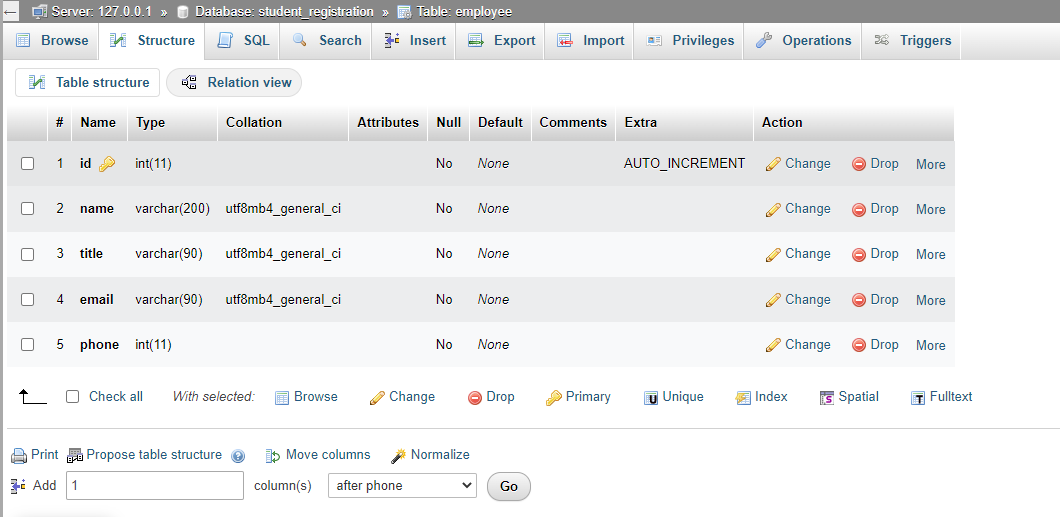 Server: 127.0.0.1 » Database: student_registration » Table: employee
Browse Structure SQL Search Insert Export Import Privileges Operations Triggers
Table structure Relation view
# Name Type Collation Attributes Null Default Comments Extra Action
1 id int(11) No None AUTO_INCREMENT Change Drop More
2 name varchar(200) utf8mb4_general_ci No None Change Drop More
3 title varchar(90) utf8mb4_general_ci No None Change Drop More
4 email varchar(90) utf8mb4_general_ci No None Change Drop More
5 phone int(11) No None Change Drop More
Check all With selected: Browse Change Drop Primary Unique Index Spatial Fulltext
Print Propose table structure Move columns Normalize
Add 1 column(s) after phone Go